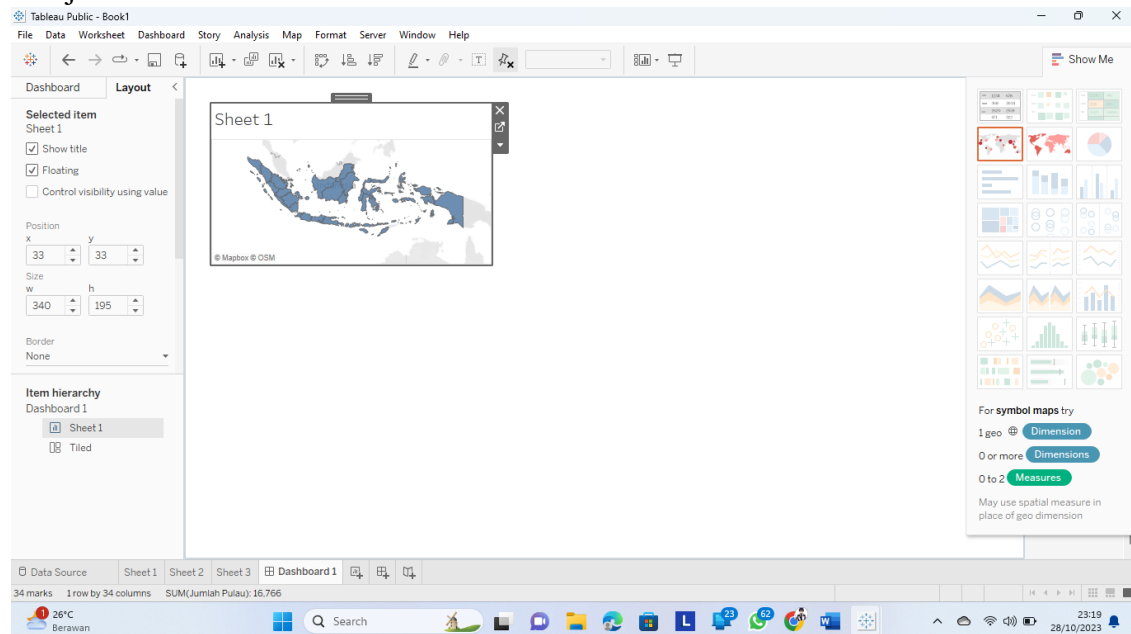 Tableau Public - Book1
File Data Worksheet Dashboard Story Analysis Map Format Server Window Help
Show Me
Dashboard Layout
Selected item
Sheet 1
Show title
Floating
Control visibility using value
Position
x y
33 33
Size
w h
340 195
Border
None
Item hierarchy
Dashboard 1
Sheet 1
Tiled
Sheet 1
© Mapbox © OSM
For symbol maps try
1 geo Dimension
0 or more Dimensions
0 to 2 Measures
May use spatial measure in
place of geo dimension
Data Source Sheet 1 Sheet 2 Sheet 3 Dashboard 1
34 marks 1 row by 34 columns SUM(Jumlah Pulau): 16.766
1
26°C
Berawan
Search
L
23
62
23:19
28/10/2023